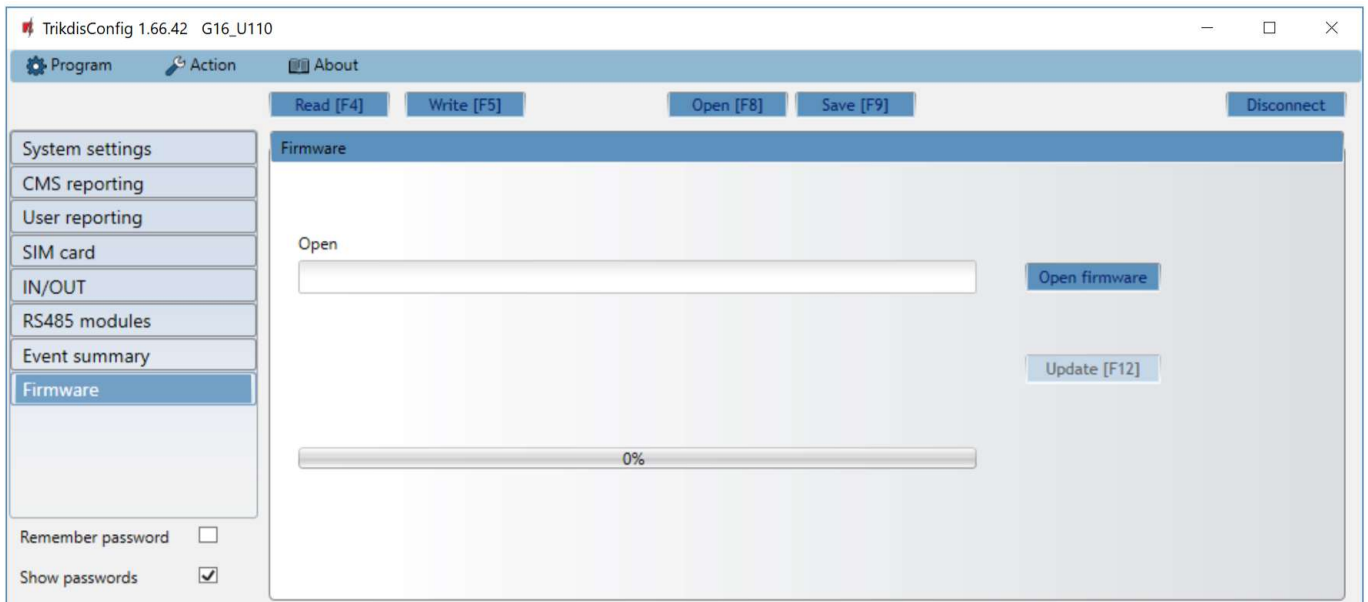 TrikdisConfig 1.66.42 G16_U110
Program Action About
Read [F4] Write [F5] Open [F8] Save [F9] Disconnect
System settings
CMS reporting
User reporting
SIM card
IN/OUT
RS485 modules
Event summary
Firmware
Remember password
Show passwords
Firmware
Open
Open firmware
Update [F12]
0%